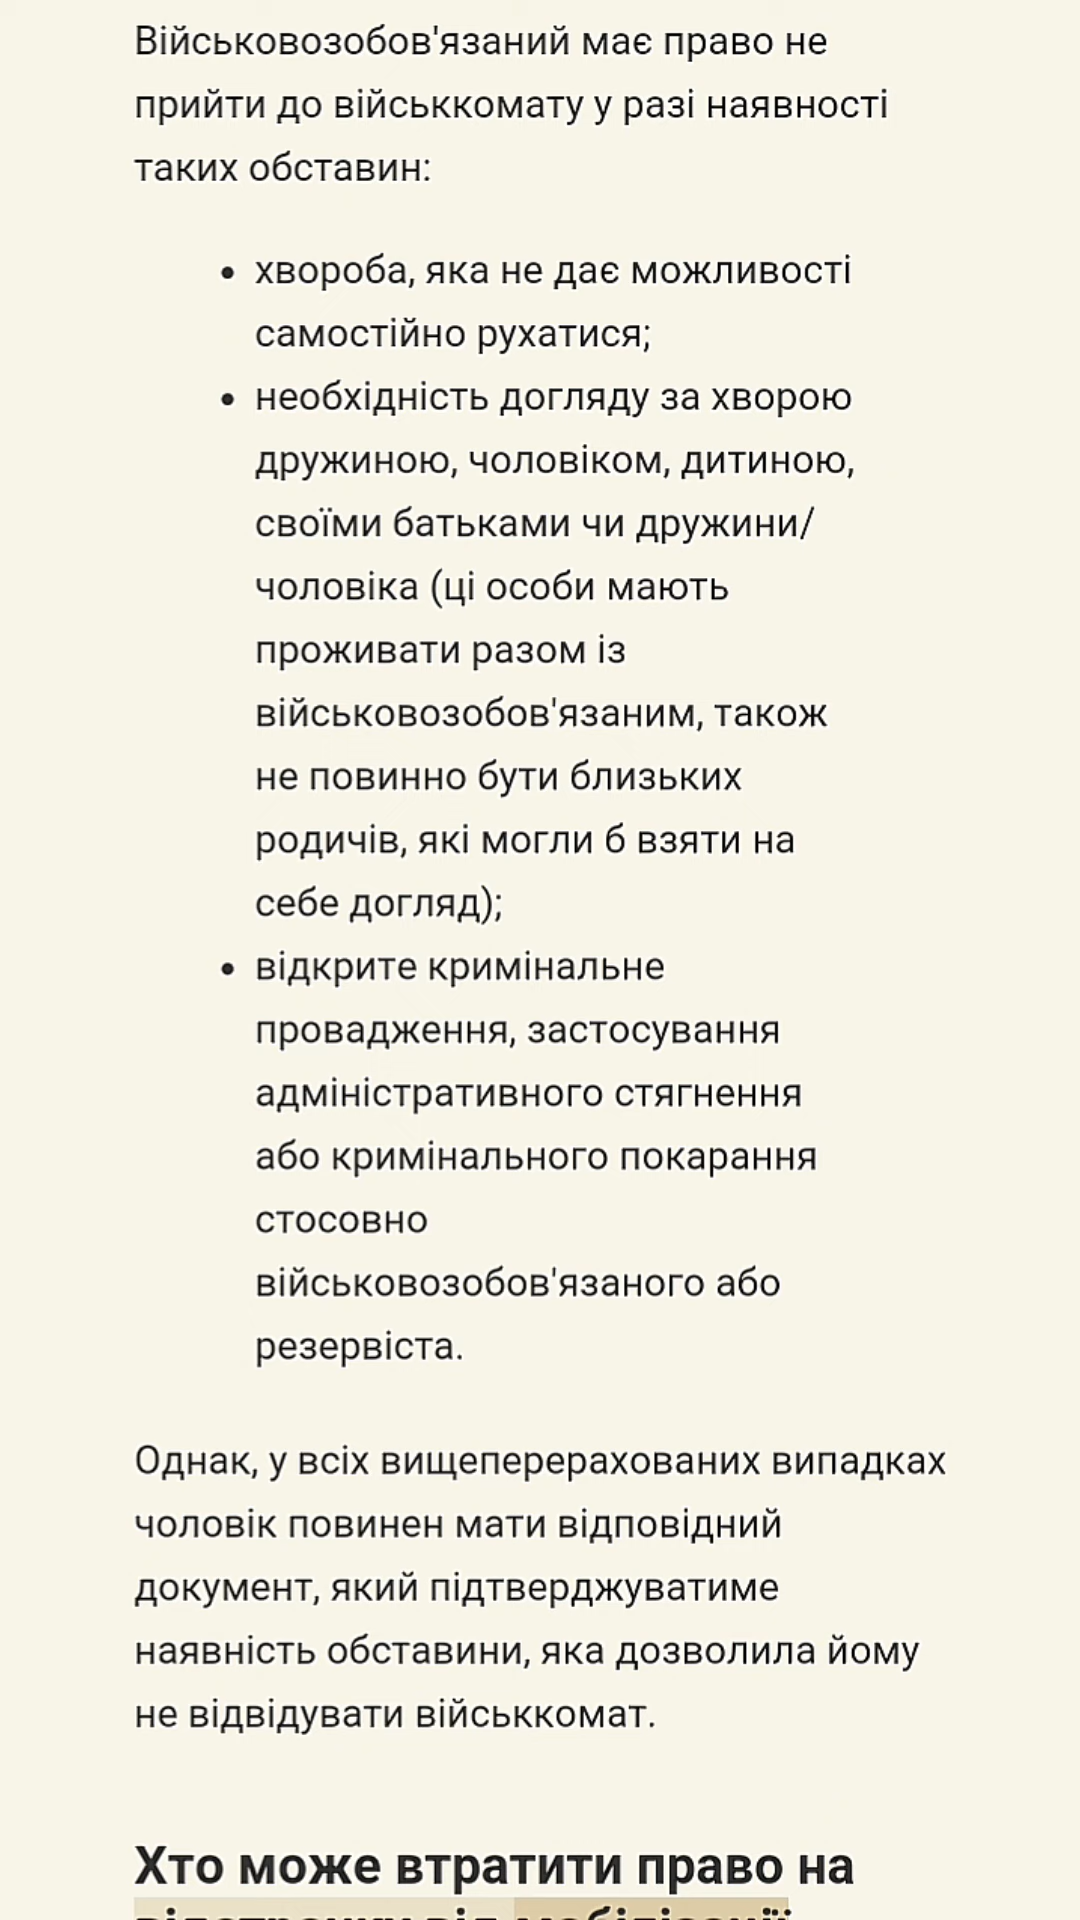 Військовозобов'язаний має право не
прийти до військкомату у разі наявності
таких обставин:
• хвороба, яка не дає можливості
самостійно рухатися;
• необхідність догляду за хворою
дружиною, чоловіком, дитиною,
своїми батьками чи дружини/
чоловіка (ці особи мають
проживати разом із
військовозобов'язаним, також
не повинно бути близьких
родичів, які могли б взяти на
себе догляд);
• відкрите кримінальне
провадження, застосування
адміністративного стягнення
або кримінального покарання
стосовно
військовозобов'язаного або
резервіста.
Однак, у всіх вищеперерахованих випадках
чоловік повинен мати відповідний
документ, який підтверджуватиме
наявність обставини, яка дозволила йому
не відвідувати військкомат.
Хто може втратити право на